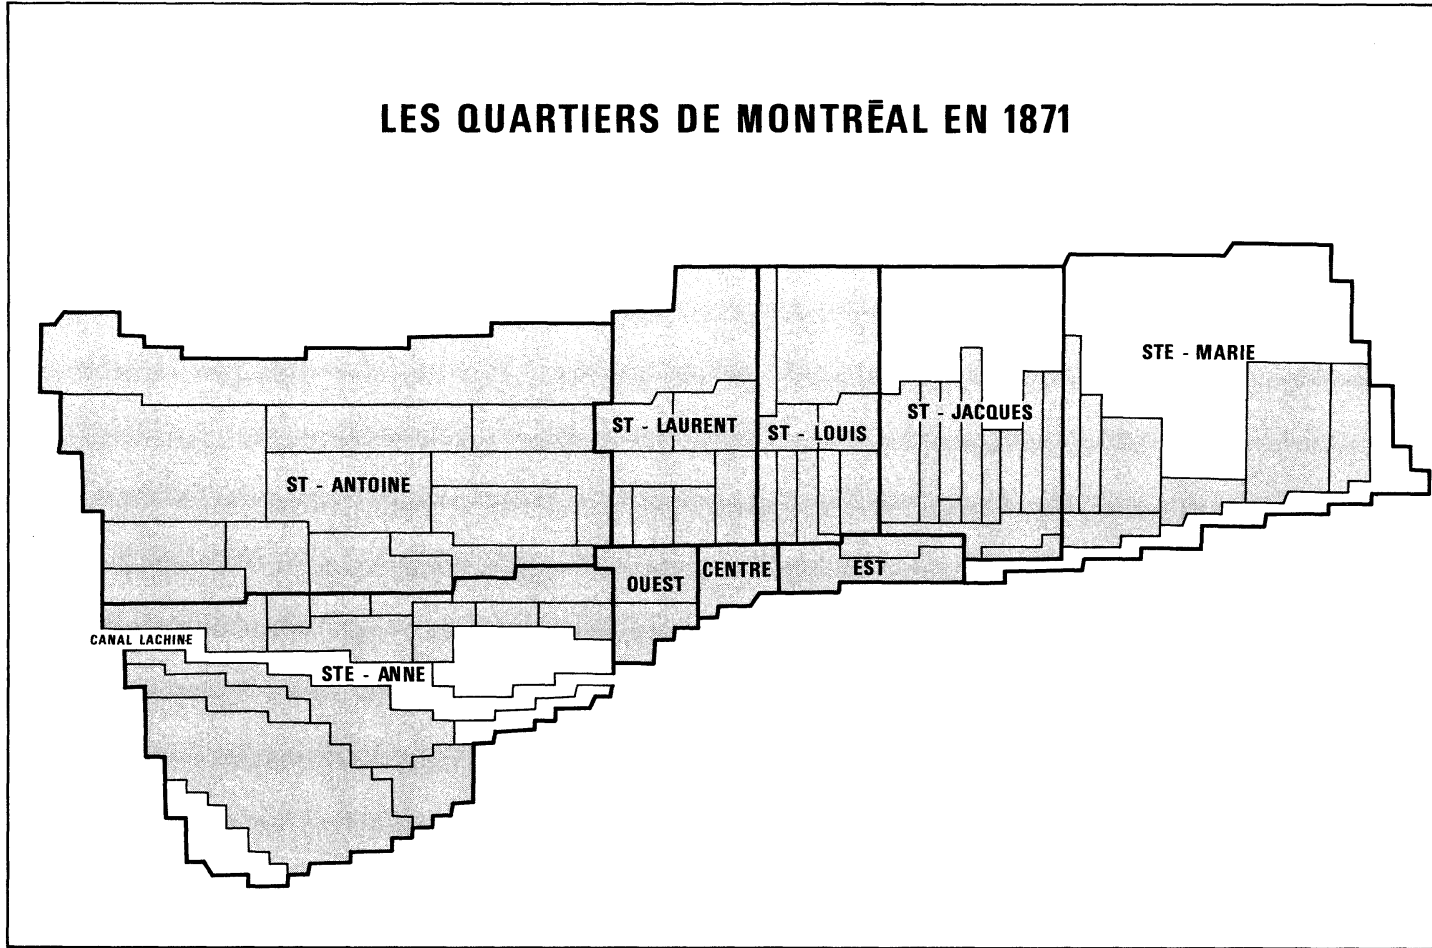 LES QUARTIERS DE MONTRÉAL EN 1871
STE - MARIE
ST - JACQUES
ST - LAURENT
ST - LOUIS
ST - ANTOINE
OUEST
CENTRE
EST
CANAL LACHINE
STE - ANNE